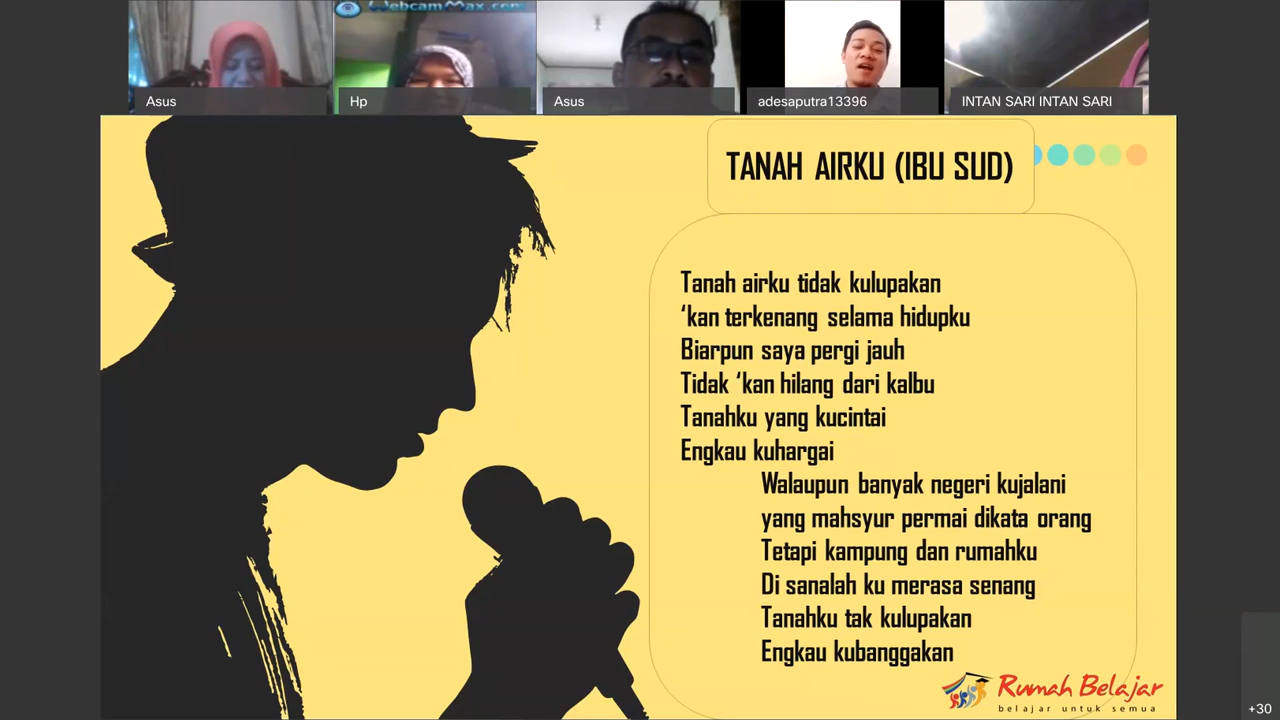 WebcamMax.com
Asus
Hp
Asus
adesaputra13396
INTAN SARI INTAN SARI
TANAH AIRKU (IBU SUD)
Tanah airku tidak kulupakan
‘kan terkenang selama hidupku
Biarpun saya pergi jauh
Tidak ‘kan hilang dari kalbu
Tanahku yang kucintai
Engkau kuhargai
Walaupun banyak negeri kujalani
yang mahsyur permai dikata orang
Tetapi kampung dan rumahku
Di sanalah ku merasa senang
Tanahku tak kulupakan
Engkau kubanggakan
Rumah Belajar
belajar untuk semua
+30